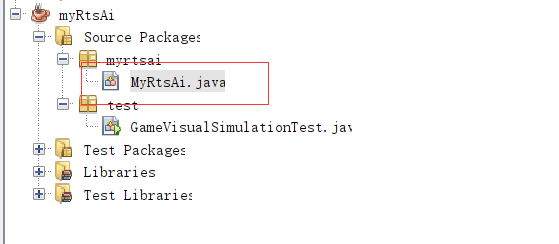 myRtsAi
Source Packages
myrtsai
MyRtsAi.java
test
GameVisualSimulationTest.jav
Test Packages
Libraries
Test Libraries